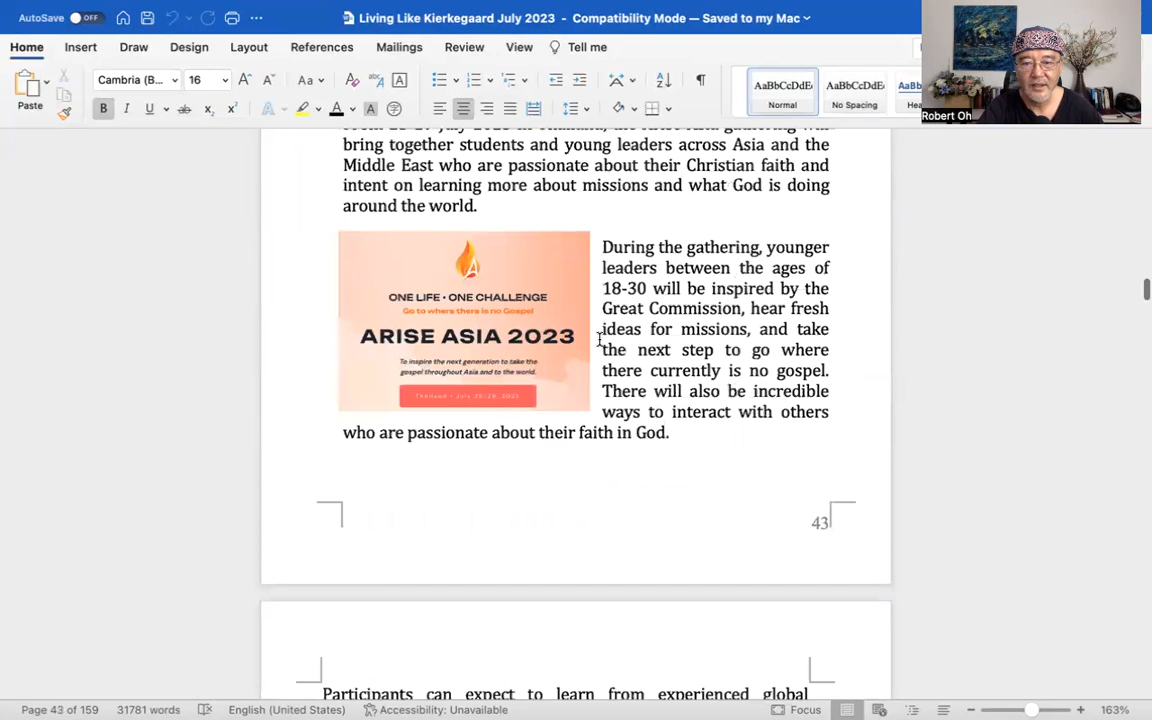 AutoSave OFF
Living Like Kierkegaard July 2023 - Compatibility Mode — Saved to my Mac
Home Insert Draw Design Layout References Mailings Review View Tell me
Paste
Cambria (B... 16
AaBbCcDdE
Normal
AaBbCcDdE
No Spacing
AaBb
Hea
Robert Oh
bring together students and young leaders across Asia and the
Middle East who are passionate about their Christian faith and
intent on learning more about missions and what God is doing
around the world.
ONE LIFE • ONE CHALLENGE
Go to where there is no Gospel
ARISE ASIA 2023
To inspire the next generation to take the
gospel throughout Asia and to the world.
During the gathering, younger
leaders between the ages of
18-30 will be inspired by the
Great Commission, hear fresh
ideas for missions, and take
the next step to go where
there currently is no gospel.
There will also be incredible
ways to interact with others
who are passionate about their faith in God.
43
Participants can expect to learn from experienced global
Page 43 of 159 31781 words English (United States) Accessibility: Unavailable Focus 163%